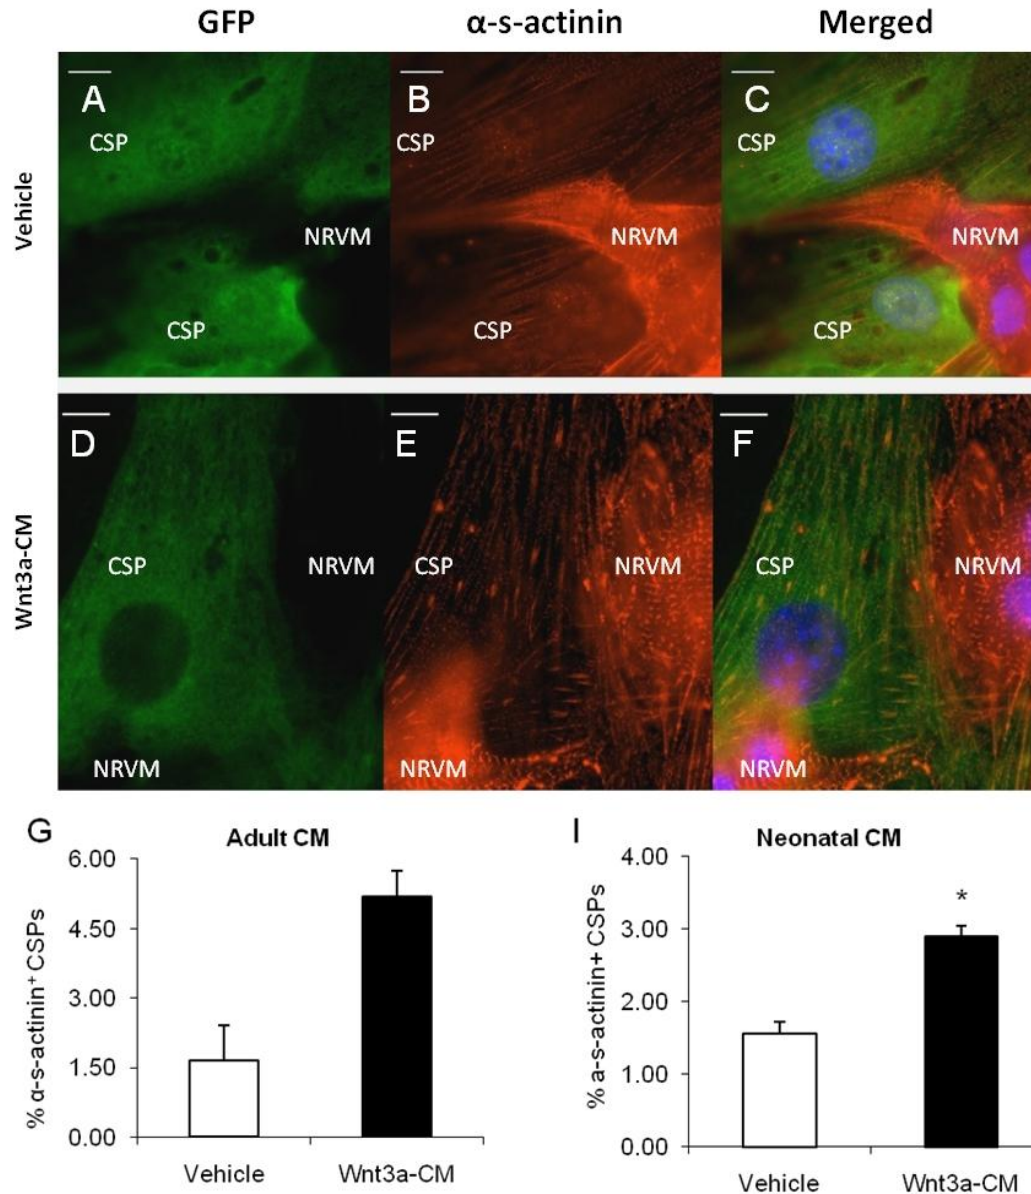 GFP α-s-actinin Merged
Vehicle
A B C
CSP CSP CSP
NRVM NRVM NRVM
CSP CSP CSP
Wnt3a-CM
D E F
CSP NRVM CSP NRVM CSP NRVM
NRVM NRVM NRVM
G Adult CM
6.00
4.50
3.00
1.50
0.00
% α-s-actinin⁺ CSPs
Vehicle Wnt3a-CM
I Neonatal CM
4.00
3.00
2.00
1.00
0.00
% a-s-actinin+ CSPs
*
Vehicle Wnt3a-CM